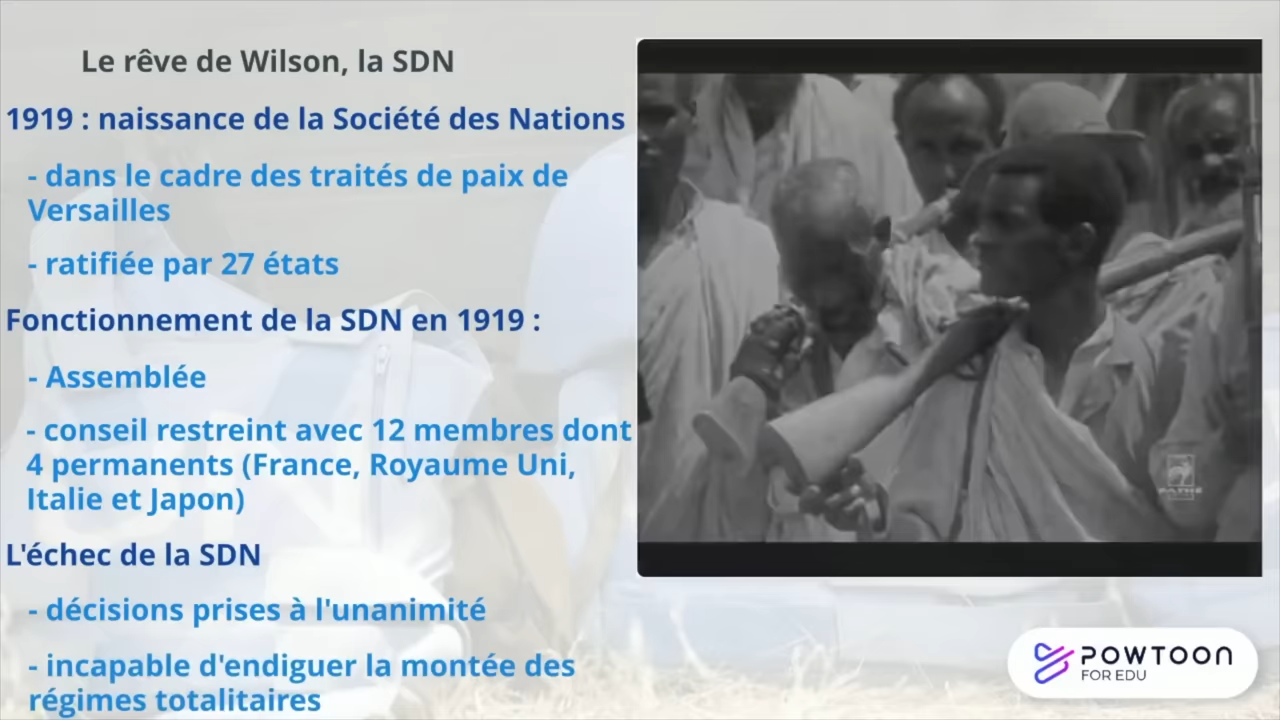 Le rêve de Wilson, la SDN
1919 : naissance de la Société des Nations
- dans le cadre des traités de paix de
Versailles
- ratifiée par 27 états
Fonctionnement de la SDN en 1919 :
- Assemblée
- conseil restreint avec 12 membres dont
4 permanents (France, Royaume Uni,
Italie et Japon)
L'échec de la SDN
- décisions prises à l'unanimité
- incapable d'endiguer la montée des
régimes totalitaires
PATHÉ
POWTOON
FOR EDU